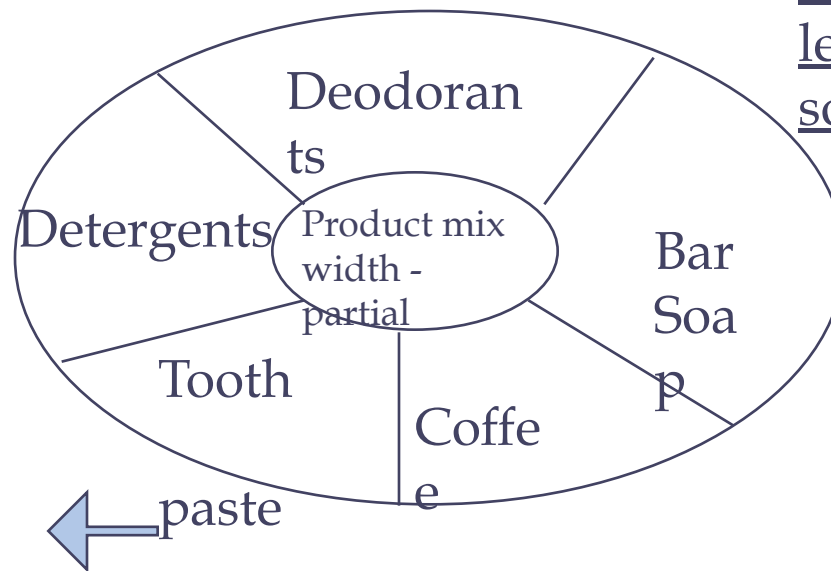 Deodoran
ts
Detergents
Product mix
width -
partial
Bar
Soa
p
Tooth
paste
Coffe
e